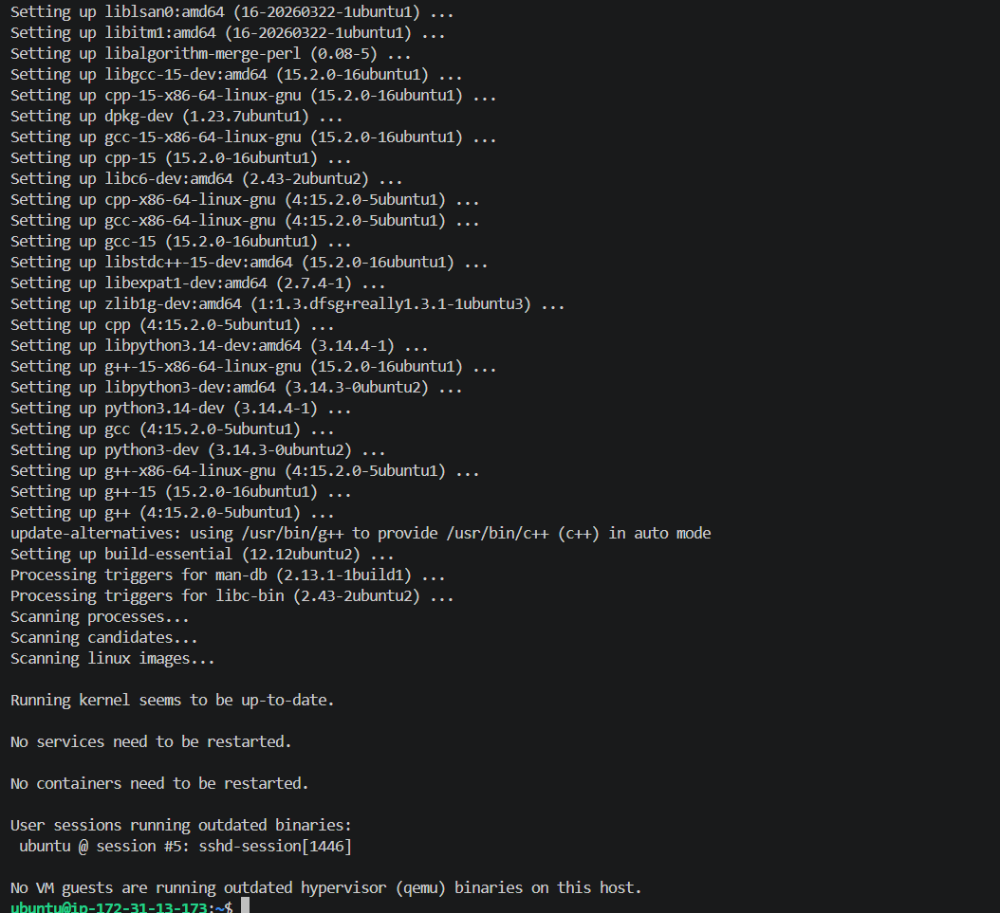 Setting up liblsan0:amd64 (16-20260322-1ubuntu1) ...
Setting up libitm1:amd64 (16-20260322-1ubuntu1) ...
Setting up libalgorithm-merge-perl (0.08-5) ...
Setting up libgcc-15-dev:amd64 (15.2.0-16ubuntu1) ...
Setting up cpp-15-x86-64-linux-gnu (15.2.0-16ubuntu1) ...
Setting up dpkg-dev (1.23.7ubuntu1) ...
Setting up gcc-15-x86-64-linux-gnu (15.2.0-16ubuntu1) ...
Setting up cpp-15 (15.2.0-16ubuntu1) ...
Setting up libc6-dev:amd64 (2.43-2ubuntu2) ...
Setting up cpp-x86-64-linux-gnu (4:15.2.0-5ubuntu1) ...
Setting up gcc-x86-64-linux-gnu (4:15.2.0-5ubuntu1) ...
Setting up gcc-15 (15.2.0-16ubuntu1) ...
Setting up libstdc++-15-dev:amd64 (15.2.0-16ubuntu1) ...
Setting up libexpat1-dev:amd64 (2.7.4-1) ...
Setting up zlib1g-dev:amd64 (1:1.3.dfsg+really1.3.1-1ubuntu3) ...
Setting up cpp (4:15.2.0-5ubuntu1) ...
Setting up libpython3.14-dev:amd64 (3.14.4-1) ...
Setting up g++-15-x86-64-linux-gnu (15.2.0-16ubuntu1) ...
Setting up libpython3-dev:amd64 (3.14.3-0ubuntu2) ...
Setting up python3.14-dev (3.14.4-1) ...
Setting up gcc (4:15.2.0-5ubuntu1) ...
Setting up python3-dev (3.14.3-0ubuntu2) ...
Setting up g++-x86-64-linux-gnu (4:15.2.0-5ubuntu1) ...
Setting up g++-15 (15.2.0-16ubuntu1) ...
Setting up g++ (4:15.2.0-5ubuntu1) ...
update-alternatives: using /usr/bin/g++ to provide /usr/bin/c++ (c++) in auto mode
Setting up build-essential (12.12ubuntu2) ...
Processing triggers for man-db (2.13.1-1build1) ...
Processing triggers for libc-bin (2.43-2ubuntu2) ...
Scanning processes...
Scanning candidates...
Scanning linux images...
Running kernel seems to be up-to-date.
No services need to be restarted.
No containers need to be restarted.
User sessions running outdated binaries:
ubuntu @ session #5: sshd-session[1446]
No VM guests are running outdated hypervisor (qemu) binaries on this host.
ubuntu@ip-172-31-13-173:~$